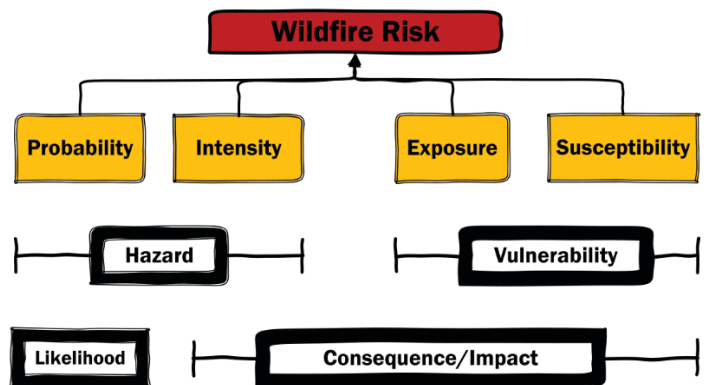 Wildfire Risk
Probability
Intensity
Exposure
Susceptibility
Hazard
Vulnerability
Likelihood
Consequence/Impact